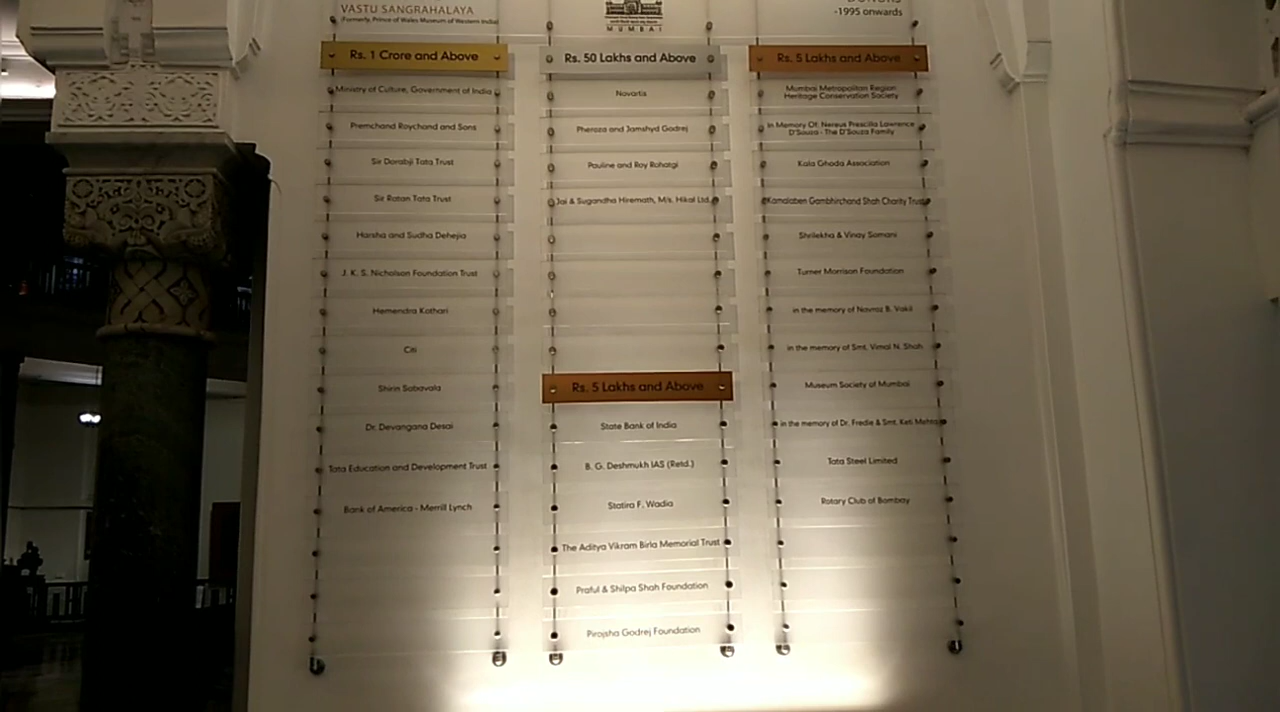 VASTU SANGRAHALAYA
(Formerly, Prince of Wales Museum of Western India)
MUMBAI
-1995 onwards
Rs. 1 Crore and Above
Ministry of Culture, Government of India
Premchand Roychand and Sons
Sir Dorabji Tata Trust
Sir Ratan Tata Trust
Harsha and Sudha Dehejia
J. K. S. Nicholson Foundation Trust
Hemendra Kothari
Citi
Shirin Sabavala
Dr. Devangana Desai
Tata Education and Development Trust
Bank of America - Merrill Lynch
Rs. 50 Lakhs and Above
Novartis
Pheroza and Jamshyd Godrej
Pauline and Roy Rohatgi
Jai & Sugandha Hiremath, M/s. Hikal Ltd.
Rs. 5 Lakhs and Above
State Bank of India
B. G. Deshmukh IAS (Retd.)
Statira F. Wadia
The Aditya Vikram Birla Memorial Trust
Praful & Shilpa Shah Foundation
Pirojsha Godrej Foundation
Rs. 5 Lakhs and Above
Mumbai Metropolitan Region
Heritage Conservation Society
In Memory Of: Nereus Prescilla Lawrence
D'Souza - The D'Souza Family
Kala Ghoda Association
Kamalaben Gambhirchand Shah Charity Trust
Shrilekha & Vinay Somani
Turner Morrison Foundation
in the memory of Navroz B. Vakil
in the memory of Smt. Vimal N. Shah
Museum Society of Mumbai
in the memory of Dr. Fredie & Smt. Keti Mehta
Tata Steel Limited
Rotary Club of Bombay